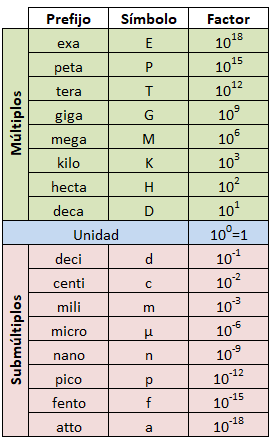 Prefijo Símbolo Factor
Múltiplos
exa E 10^18
peta P 10^15
tera T 10^12
giga G 10^9
mega M 10^6
kilo K 10^3
hecta H 10^2
deca D 10^1
Unidad 10^0=1
Submúltiplos
deci d 10^-1
centi c 10^-2
mili m 10^-3
micro µ 10^-6
nano n 10^-9
pico p 10^-12
fento f 10^-15
atto a 10^-18